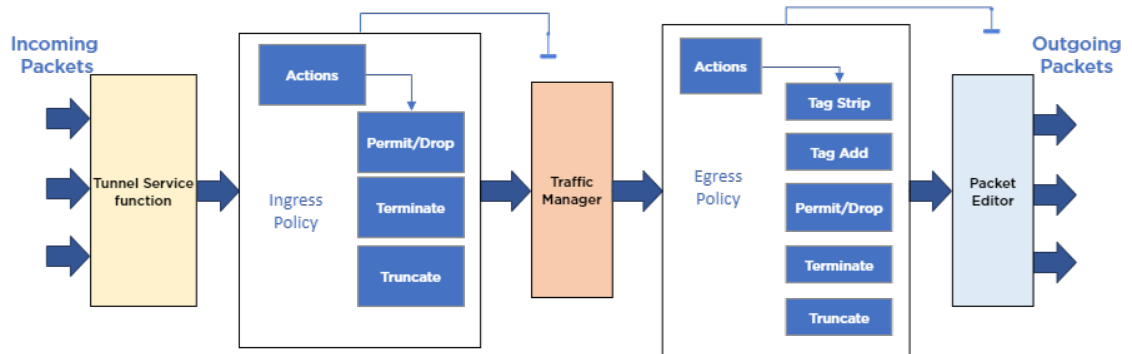 Incoming
Packets
Tunnel Service
function
Actions
Permit/Drop
Terminate
Truncate
Ingress
Policy
Traffic
Manager
Actions
Tag Strip
Tag Add
Permit/Drop
Terminate
Truncate
Egress
Policy
Packet
Editor
Outgoing
Packets